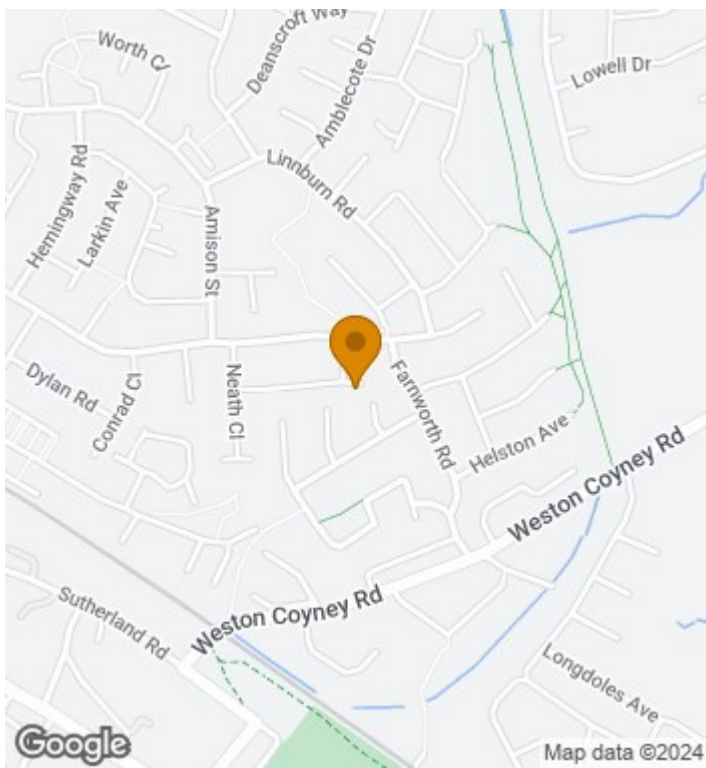 Deanscroft Way
Worth Cl
Amblecote Dr
Lowell Dr
Linnburn Rd
Hemingway Rd
Larkin Ave
Amison St
Dylan Rd
Conrad Cl
Neath Cl
Farnworth Rd
Helston Ave
Weston Coyney Rd
Sutherland Rd
Weston Coyney Rd
Longdoles Ave
Google
Map data ©2024